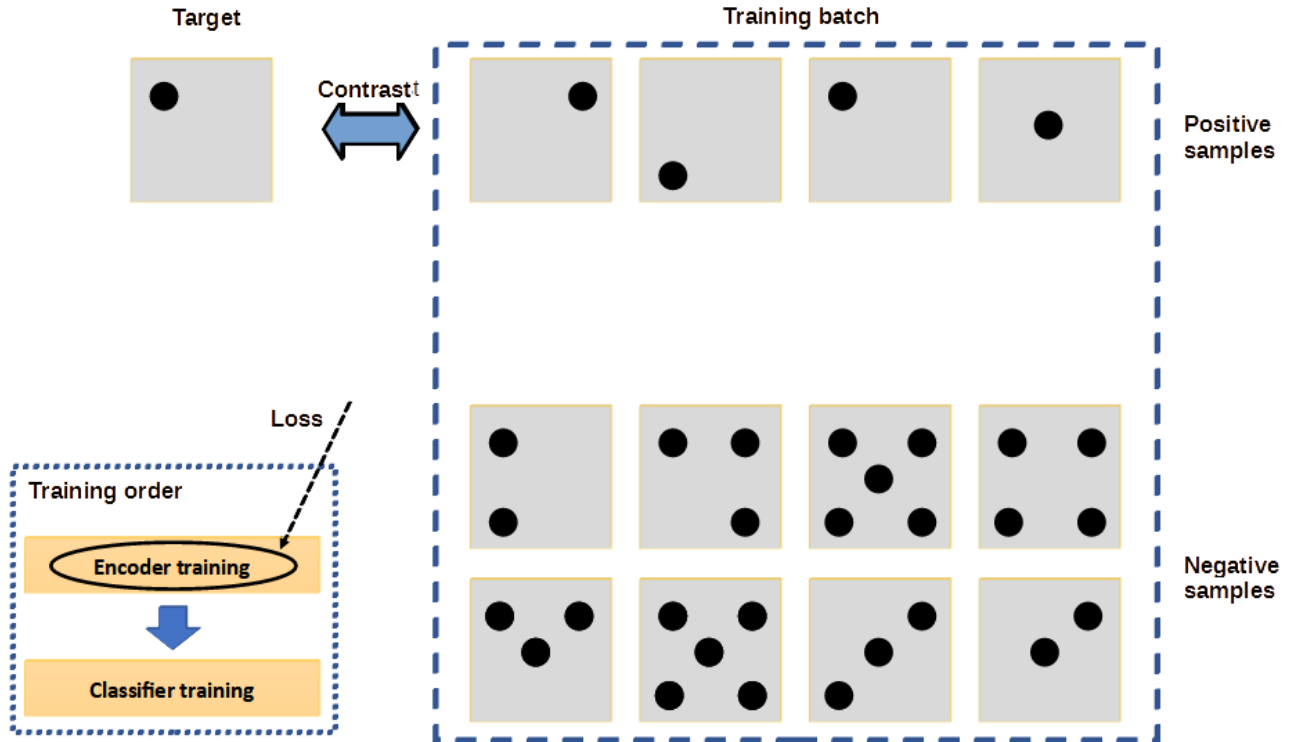 Target
Training batch
Contrast t
Positive
samples
Loss
Training order
Encoder training
Classifier training
Negative
samples